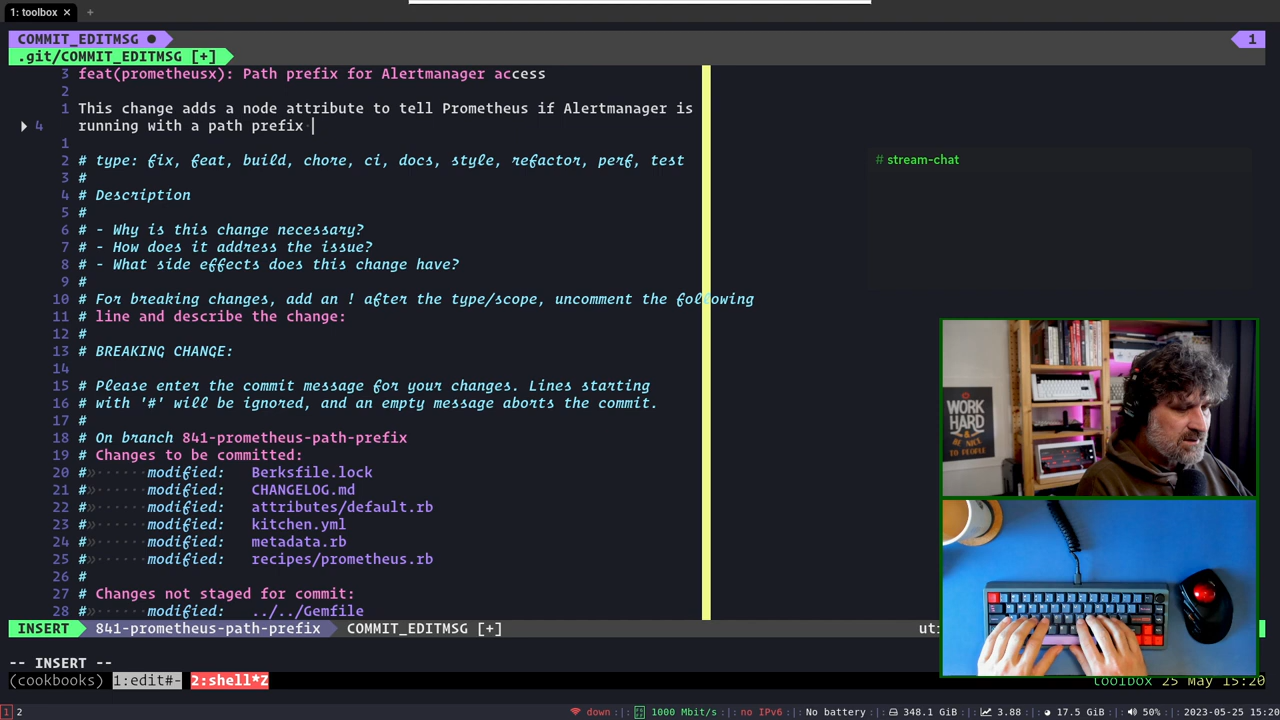 1: toolbox × +
COMMIT_EDITMSG ● 1
.git/COMMIT_EDITMSG [+]
3 feat(prometheusx): Path prefix for Alertmanager access
2
1 This change adds a node attribute to tell Prometheus if Alertmanager is
4 running with a path prefix
1
2 # type: fix, feat, build, chore, ci, docs, style, refactor, perf, test
3 #
4 # Description
5 #
6 # - Why is this change necessary?
7 # - How does it address the issue?
8 # - What side effects does this change have?
9 #
10 # For breaking changes, add an ! after the type/scope, uncomment the following
11 # line and describe the change:
12 #
13 # BREAKING CHANGE:
14
15 # Please enter the commit message for your changes. Lines starting
16 # with '#' will be ignored, and an empty message aborts the commit.
17 #
18 # On branch 841-prometheus-path-prefix
19 # Changes to be committed:
20 #»······modified: Berksfile.lock
21 #»······modified: CHANGELOG.md
22 #»······modified: attributes/default.rb
23 #»······modified: kitchen.yml
24 #»······modified: metadata.rb
25 #»······modified: recipes/prometheus.rb
26 #
27 # Changes not staged for commit:
28 #»······modified: ../../Gemfile
# stream-chat
WORK
HARD
& BE NICE
TO PEOPLE
INSERT 841-prometheus-path-prefix COMMIT_EDITMSG [+]
-- INSERT --
(cookbooks) 1:edit#- 2:shell*Z toolbox 25 May 15:20
1 2 down :|: 1000 Mbit/s :|: no IPv6 :|: No battery :|: 348.1 GiB :|: 3.88 :|: 17.5 GiB :|: 50% :|: 2023-05-25 15:20